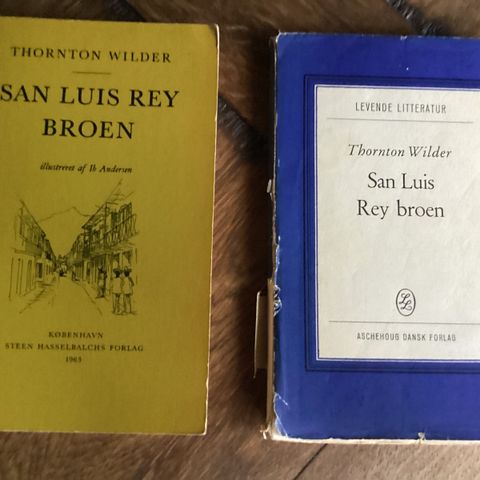 THORNTON WILDER
SAN LUIS REY
BROEN
illustreret af Ib Andersen
KØBENHAVN
STEEN HASSELBALCHS FORLAG
1963
LEVENDE LITTERATUR
Thornton Wilder
San Luis
Rey broen
LL
ASCHEHOUG DANSK FORLAG